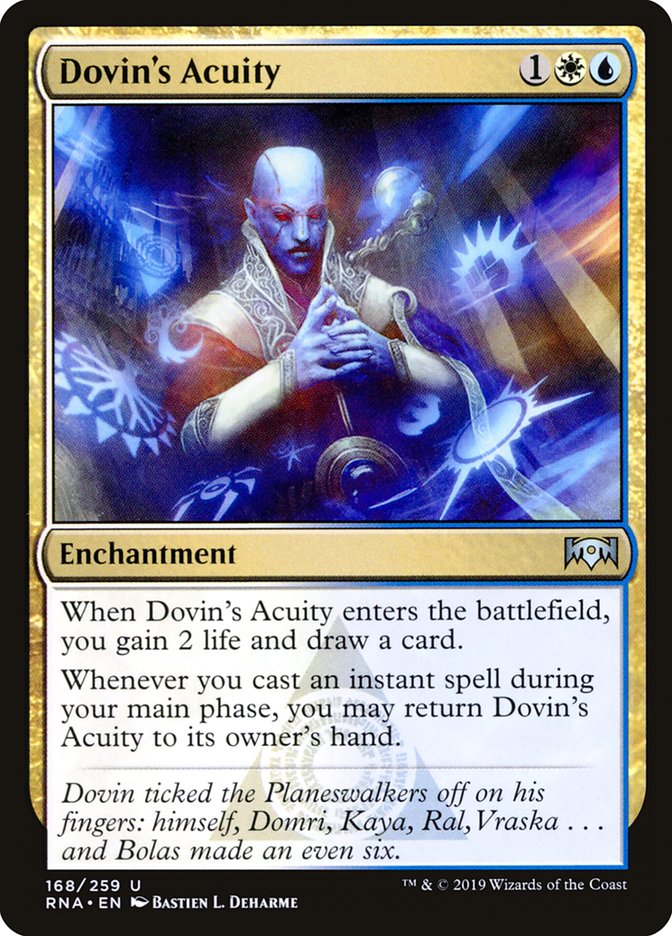 Dovin's Acuity
1
Enchantment
When Dovin's Acuity enters the battlefield,
you gain 2 life and draw a card.
Whenever you cast an instant spell during
your main phase, you may return Dovin's
Acuity to its owner's hand.
Dovin ticked the Planeswalkers off on his
fingers: himself, Domri, Kaya, Ral, Vraska . . .
and Bolas made an even six.
168/259 U
RNA • EN Bastien L. Deharme
™ & © 2019 Wizards of the Coast